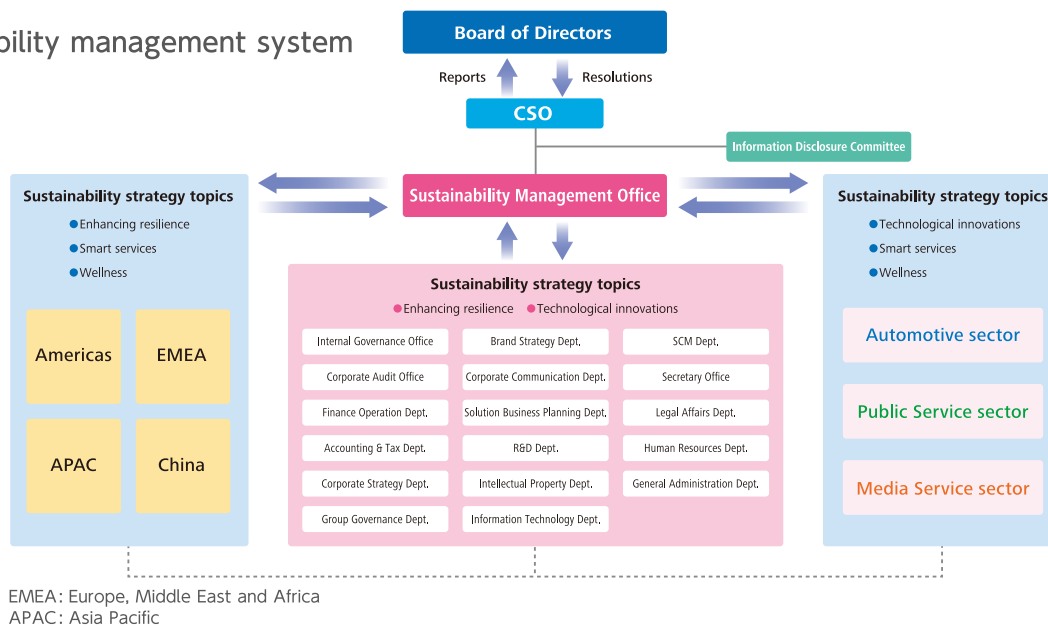 bility management system
Board of Directors
Reports
Resolutions
CSO
Information Disclosure Committee
Sustainability Management Office
Sustainability strategy topics
Enhancing resilience
Smart services
Wellness
Americas
EMEA
APAC
China
Sustainability strategy topics
Enhancing resilience Technological innovations
Internal Governance Office
Brand Strategy Dept.
SCM Dept.
Corporate Audit Office
Corporate Communication Dept.
Secretary Office
Finance Operation Dept.
Solution Business Planning Dept.
Legal Affairs Dept.
Accounting & Tax Dept.
R&D Dept.
Human Resources Dept.
Corporate Strategy Dept.
Intellectual Property Dept.
General Administration Dept.
Group Governance Dept.
Information Technology Dept.
Sustainability strategy topics
Technological innovations
Smart services
Wellness
Automotive sector
Public Service sector
Media Service sector
EMEA: Europe, Middle East and Africa
APAC: Asia Pacific